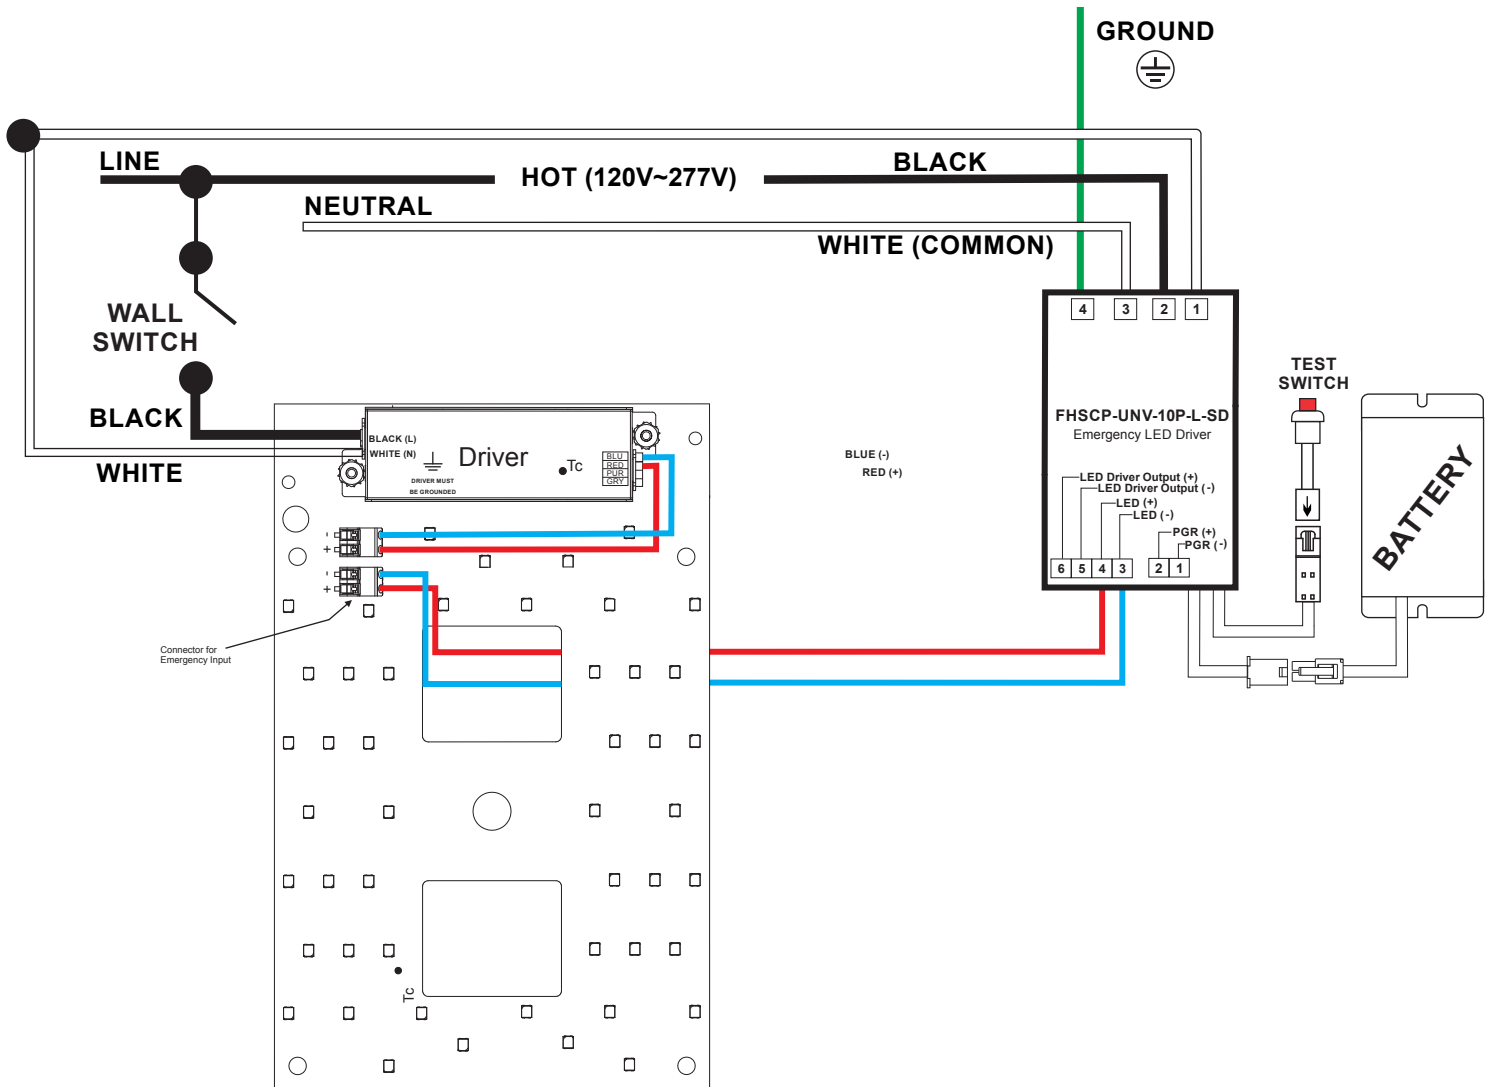 GROUND
LINE
HOT (120V~277V)
BLACK
NEUTRAL
WHITE (COMMON)
WALL
SWITCH
BLACK
WHITE
4
3
2
1
TEST
SWITCH
FHSCP-UNV-10P-L-SD
Emergency LED Driver
BLACK (L)
WHITE (N)
Driver
DRIVER MUST
BE GROUNDED
Tc
BLU
RED
PUR
GRY
BLUE (-)
RED (+)
LED Driver Output (+)
LED Driver Output (-)
LED (+)
LED (-)
PGR (+)
PGR (-)
6
5
4
3
2
1
BATTERY
-
+
-
+
Connector for
Emergency Input
Tc